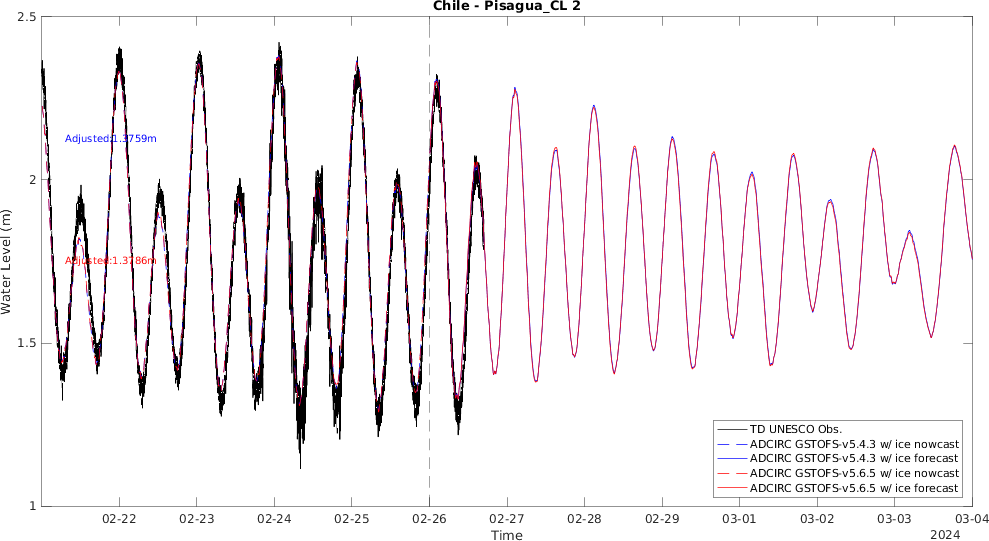 Chile - Pisagua_CL 2
2.5
2
1.5
1
Water Level (m)
Adjusted:1.3759m
Adjusted:1.3786m
TD UNESCO Obs.
ADCIRC GSTOFS-v5.4.3 w/ ice nowcast
ADCIRC GSTOFS-v5.4.3 w/ ice forecast
ADCIRC GSTOFS-v5.6.5 w/ ice nowcast
ADCIRC GSTOFS-v5.6.5 w/ ice forecast
02-22 02-23 02-24 02-25 02-26 02-27 02-28 02-29 03-01 03-02 03-03 03-04
Time
2024